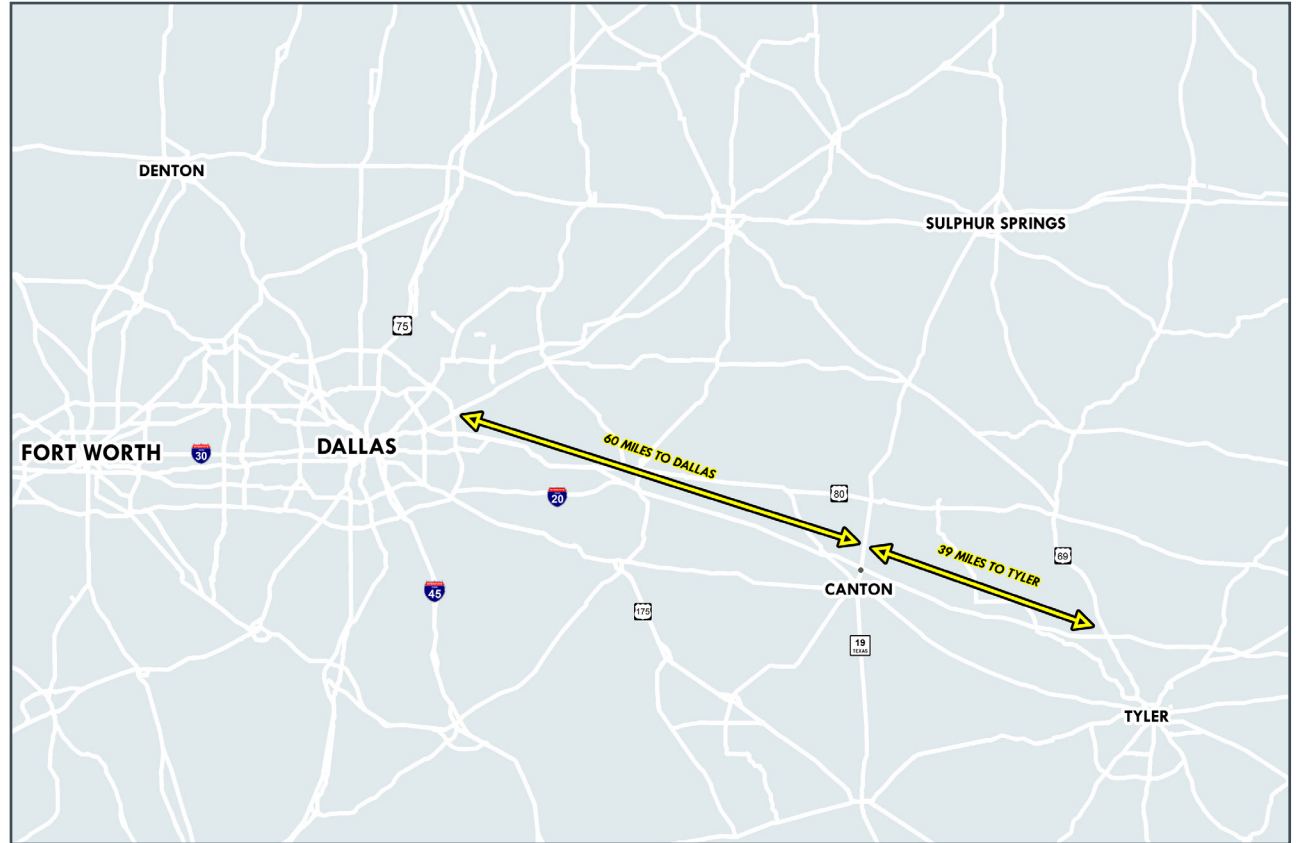 DENTON
SULPHUR SPRINGS
75
FORT WORTH
30
DALLAS
60 MILES TO DALLAS
20
80
39 MILES TO TYLER
69
45
CANTON
175
19
TEXAS
TYLER